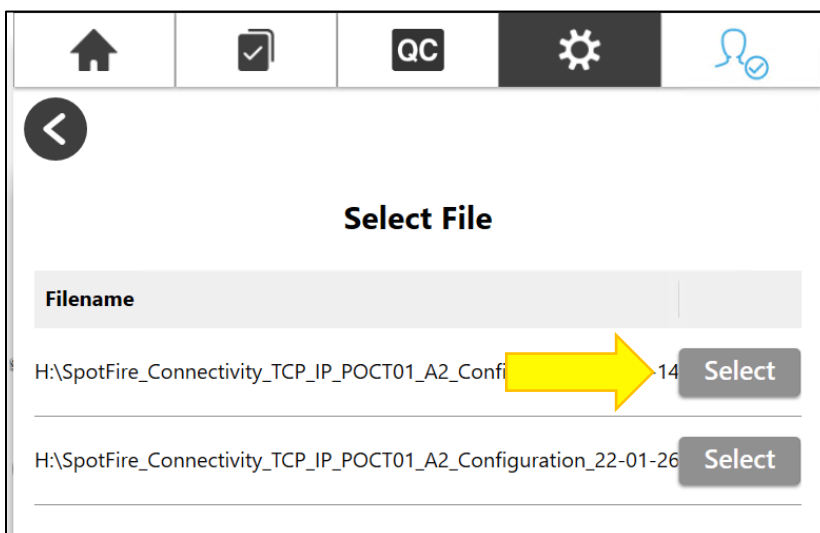 QC
Select File
Filename
H:\SpotFire_Connectivity_TCP_IP_POCT01_A2_Confi -14 Select
H:\SpotFire_Connectivity_TCP_IP_POCT01_A2_Configuration_22-01-26 Select